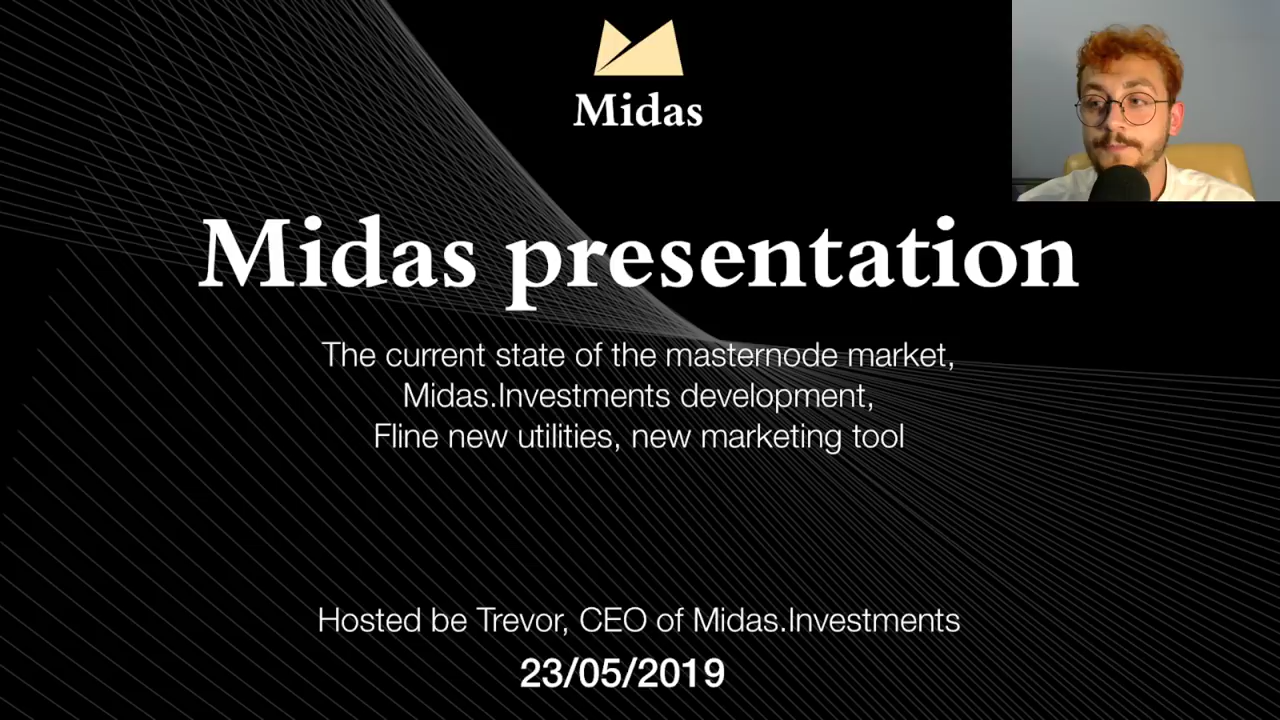 Midas
Midas presentation
The current state of the masternode market,
Midas.Investments development,
Fline new utilities, new marketing tool
Hosted be Trevor, CEO of Midas.Investments
23/05/2019